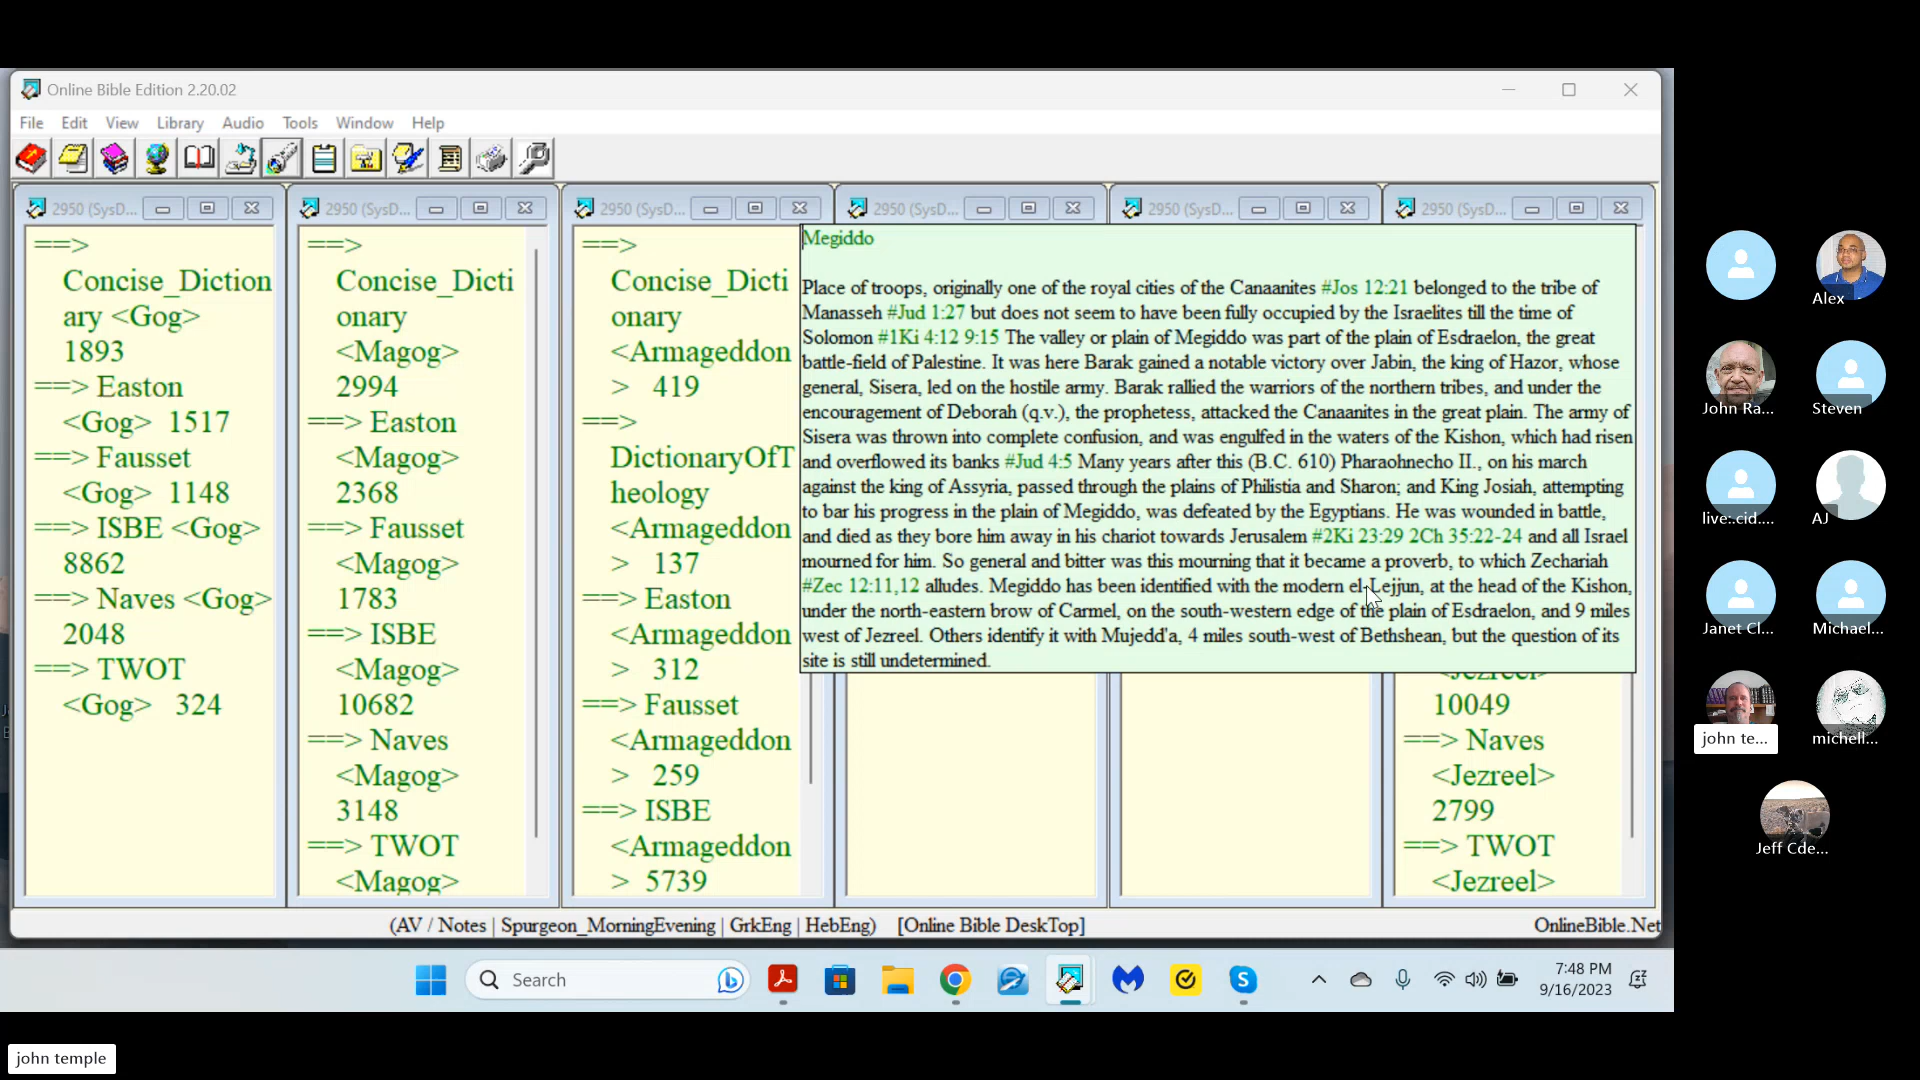 Online Bible Edition 2.20.02
File Edit View Library Audio Tools Window Help
2950 (SysD...
2950 (SysD...
2950 (SysD...
2950 (SysD...
2950 (SysD...
2950 (SysD...
==>
Concise_Diction
ary <Gog>
1893
==> Easton
<Gog> 1517
==> Fausset
<Gog> 1148
==> ISBE <Gog>
8862
==> Naves <Gog>
2048
==> TWOT
<Gog> 324
==>
Concise_Dicti
onary
<Magog>
2994
==> Easton
<Magog>
2368
==> Fausset
<Magog>
1783
==> ISBE
<Magog>
10682
==> Naves
<Magog>
3148
==> TWOT
<Magog>
==>
Concise_Dicti
onary
<Armageddon
> 419
==>
DictionaryOfT
heology
<Armageddon
> 137
==> Easton
<Armageddon
> 312
==> Fausset
<Armageddon
> 259
==> ISBE
<Armageddon
> 5739
Megiddo
Place of troops, originally one of the royal cities of the Canaanites #Jos 12:21 belonged to the tribe of
Manasseh #Jud 1:27 but does not seem to have been fully occupied by the Israelites till the time of
Solomon #1Ki 4:12 9:15 The valley or plain of Megiddo was part of the plain of Esdraelon, the great
battle-field of Palestine. It was here Barak gained a notable victory over Jabin, the king of Hazor, whose
general, Sisera, led on the hostile army. Barak rallied the warriors of the northern tribes, and under the
encouragement of Deborah (q.v.), the prophetess, attacked the Canaanites in the great plain. The army of
Sisera was thrown into complete confusion, and was engulfed in the waters of the Kishon, which had risen
and overflowed its banks #Jud 4:5 Many years after this (B.C. 610) Pharaohnecho II., on his march
against the king of Assyria, passed through the plains of Philistia and Sharon; and King Josiah, attempting
to bar his progress in the plain of Megiddo, was defeated by the Egyptians. He was wounded in battle,
and died as they bore him away in his chariot towards Jerusalem #2Ki 23:29 2Ch 35:22-24 and all Israel
mourned for him. So general and bitter was this mourning that it became a proverb, to which Zechariah
#Zec 12:11,12 alludes. Megiddo has been identified with the modern el-Lejjun, at the head of the Kishon,
under the north-eastern brow of Carmel, on the south-western edge of the plain of Esdraelon, and 9 miles
west of Jezreel. Others identify it with Mujedd'a, 4 miles south-west of Bethshean, but the question of its
site is still undetermined.
<Jezreel>
10049
==> Naves
<Jezreel>
2799
==> TWOT
<Jezreel>
(AV / Notes | Spurgeon_MorningEvening | GrkEng | HebEng) [Online Bible DeskTop]
OnlineBible.Net
Search
7:48 PM
9/16/2023
Alex
John Ra...
Steven
live:.cid....
AJ
Janet Cl...
Michael...
john te...
michell...
Jeff Cde...
john temple